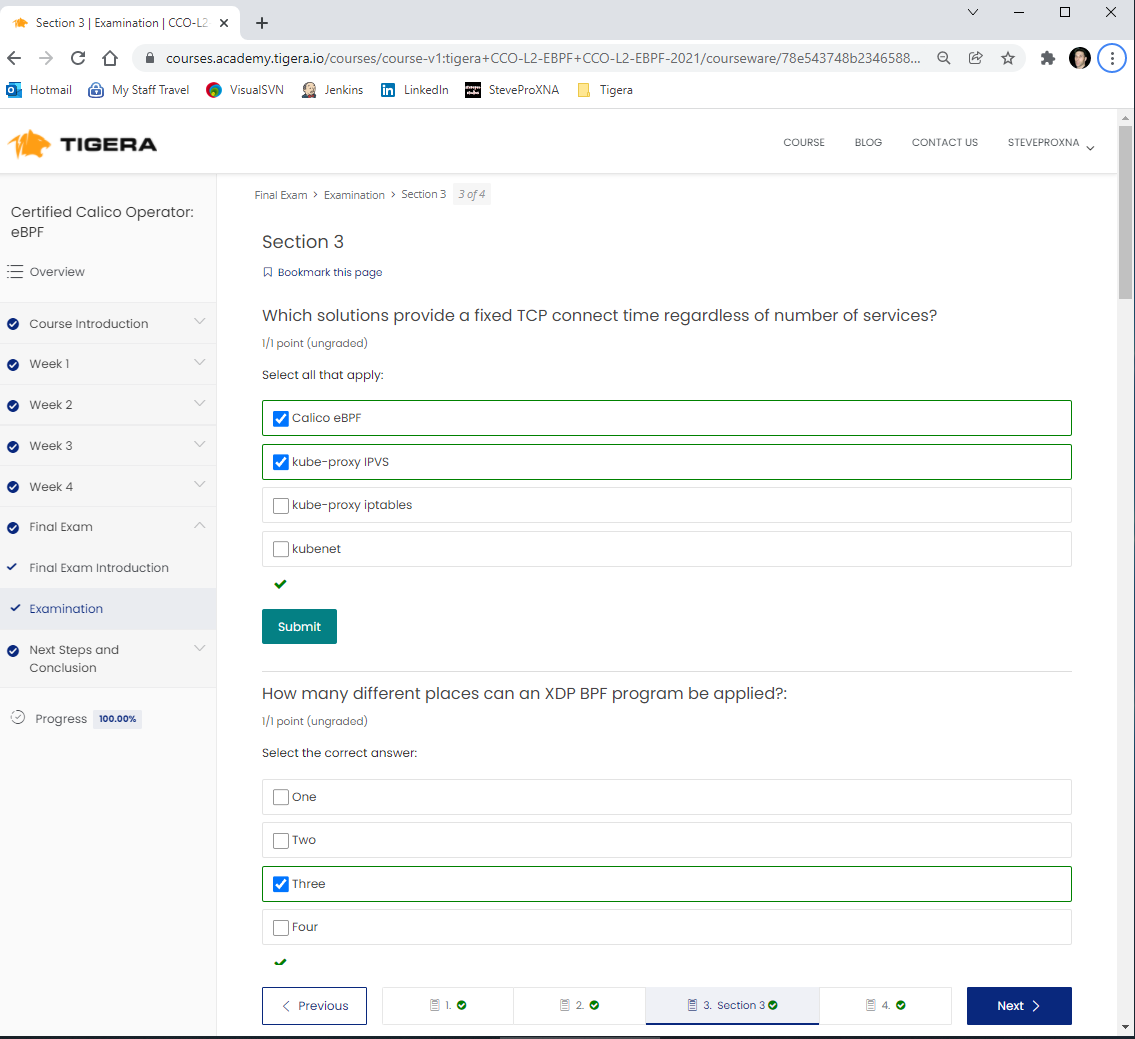 Section 3 | Examination | CCO-L2
courses.academy.tigera.io/courses/course-v1:tigera+CCO-L2-EBPF+CCO-L2-EBPF-2021/courseware/78e543748b2346588...
Hotmail My Staff Travel VisualSVN Jenkins LinkedIn SteveProXNA Tigera
TIGERA
COURSE BLOG CONTACT US STEVEPROXNA
Certified Calico Operator:
eBPF
Overview
Course Introduction
Week 1
Week 2
Week 3
Week 4
Final Exam
Final Exam Introduction
Examination
Next Steps and
Conclusion
Progress 100.00%
Final Exam > Examination > Section 3 3 of 4
Section 3
Bookmark this page
Which solutions provide a fixed TCP connect time regardless of number of services?
1/1 point (ungraded)
Select all that apply:
Calico eBPF
kube-proxy IPVS
kube-proxy iptables
kubenet
Submit
How many different places can an XDP BPF program be applied?:
1/1 point (ungraded)
Select the correct answer:
One
Two
Three
Four
Previous 1. 2. 3. Section 3 4. Next